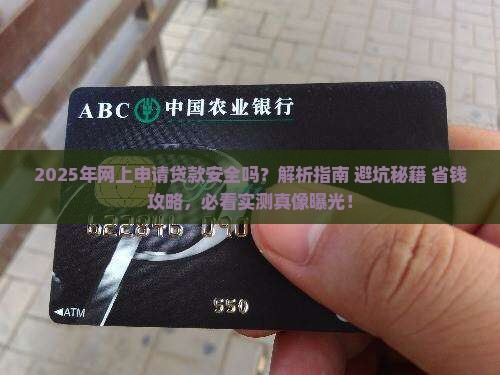 ABC 中国农业银行
2025年网上申请贷款安全吗？解析指南 避坑秘籍 省钱
攻略，必看实测真像曝光！
622846 090
550
◀ATM